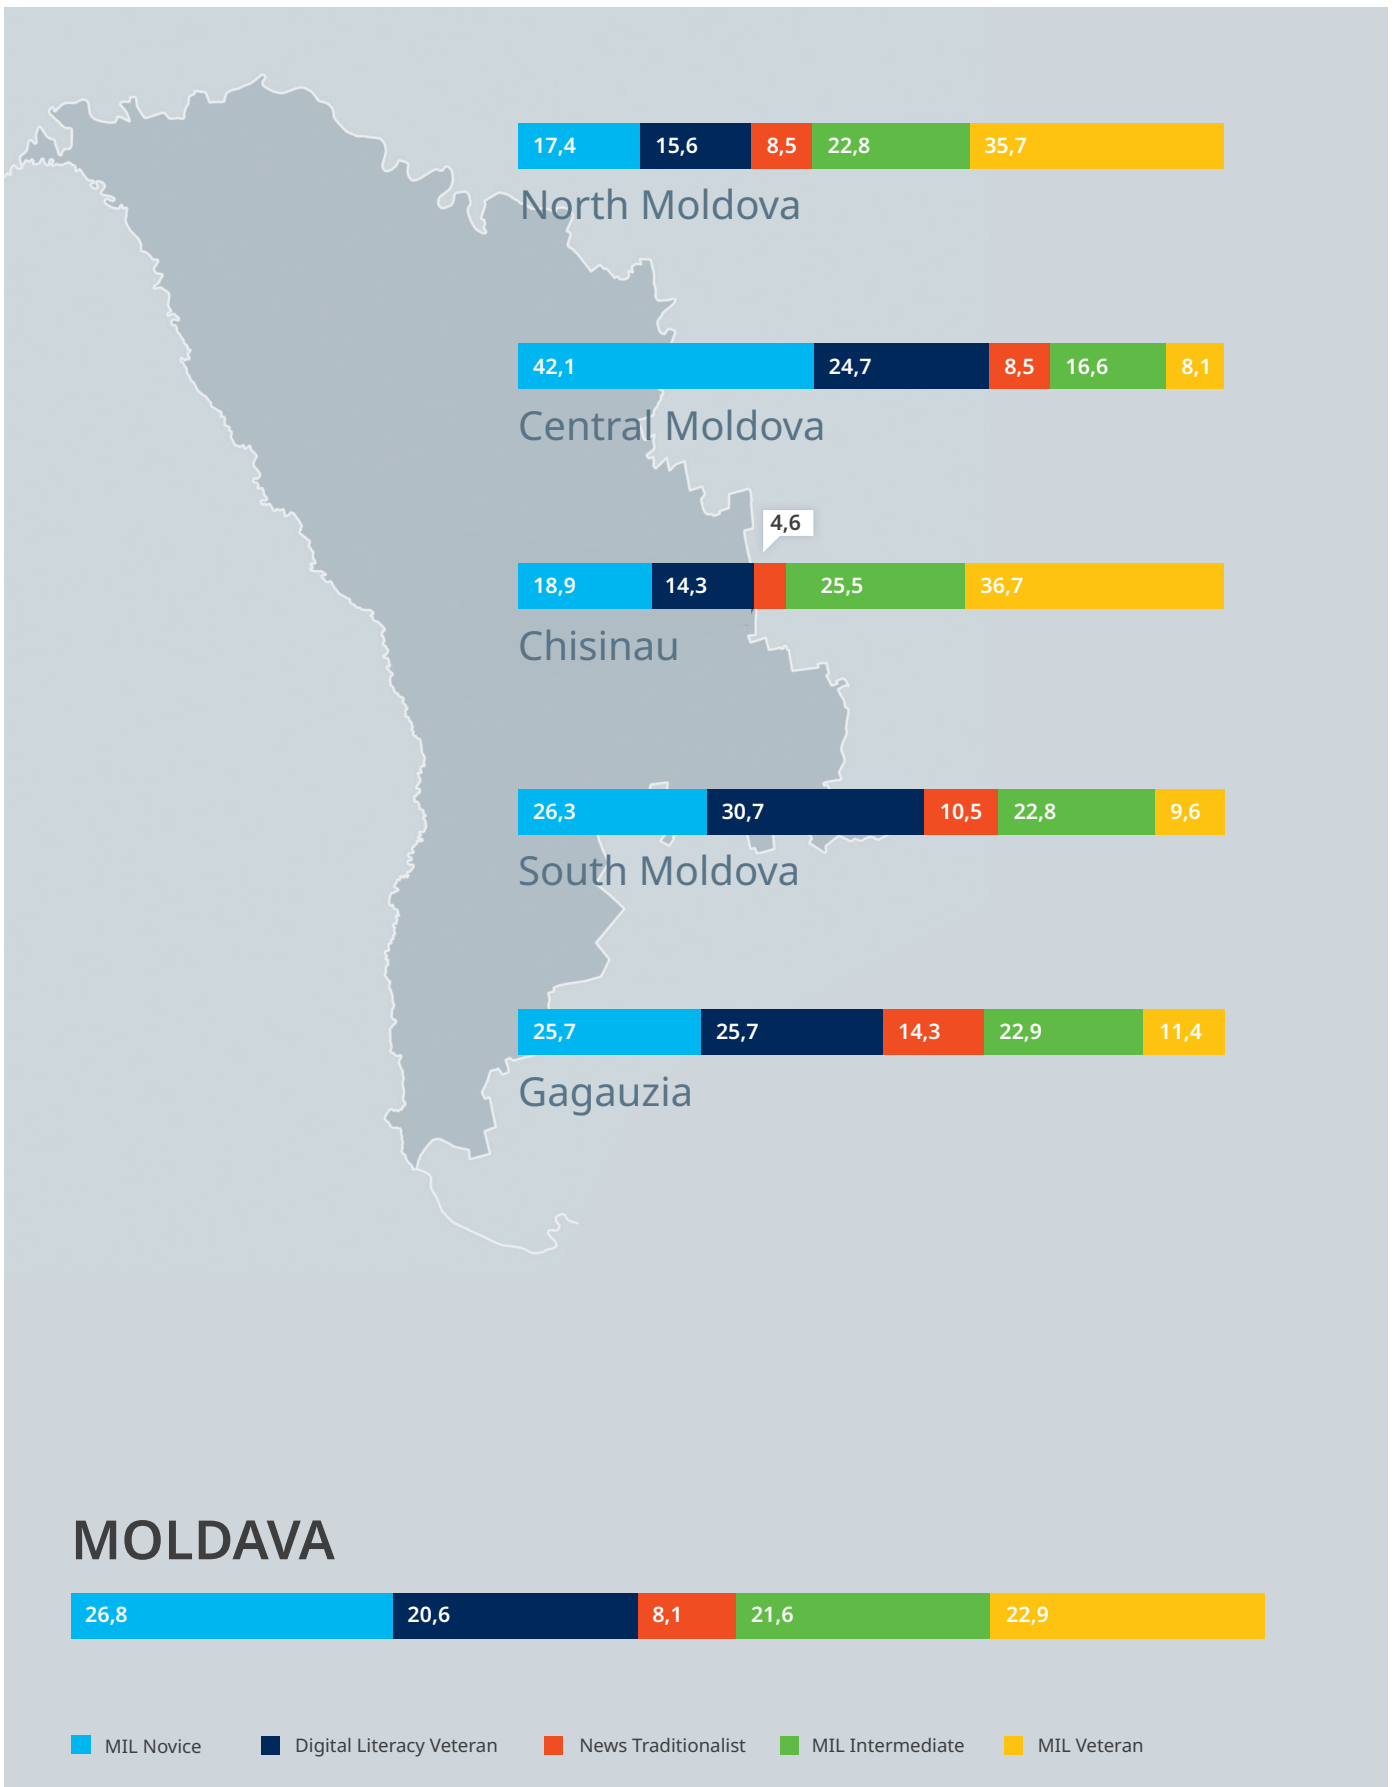 17,4 15,6 8,5 22,8 35,7
North Moldova
42,1 24,7 8,5 16,6 8,1
Central Moldova
4,6
18,9 14,3 25,5 36,7
Chisinau
26,3 30,7 10,5 22,8 9,6
South Moldova
25,7 25,7 14,3 22,9 11,4
Gagauzia
MOLDAVA
26,8 20,6 8,1 21,6 22,9
MIL Novice Digital Literacy Veteran News Traditionalist MIL Intermediate MIL Veteran